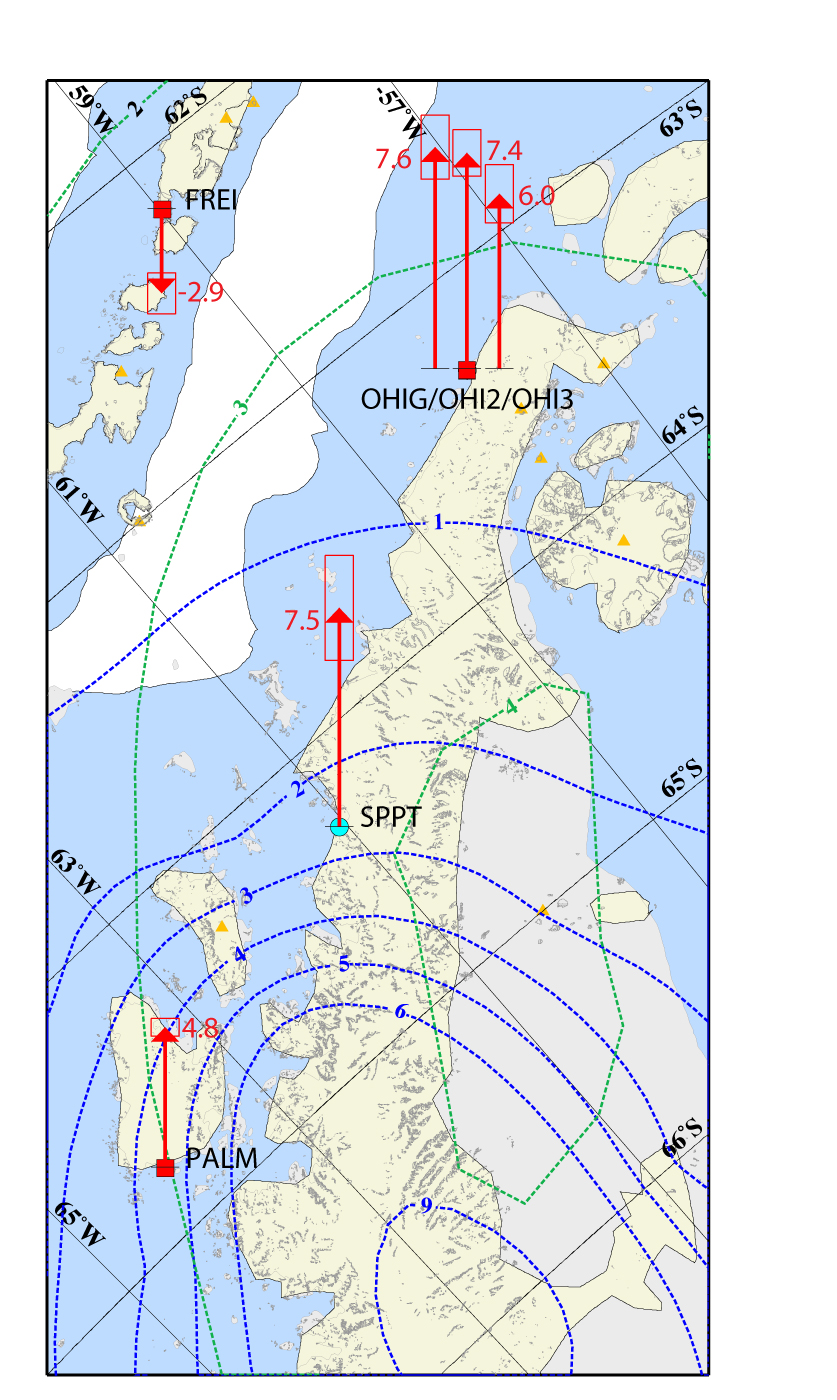 59°W
2
62°S
-57°W
63°S
7.6
7.4
6.0
FREI
-2.9
OHIG/OHI2/OHI3
3
64°S
61°W
1
7.5
4
65°S
2
SPPT
63°W
3
4
5
6
4.8
66°S
PALM
65°W
9